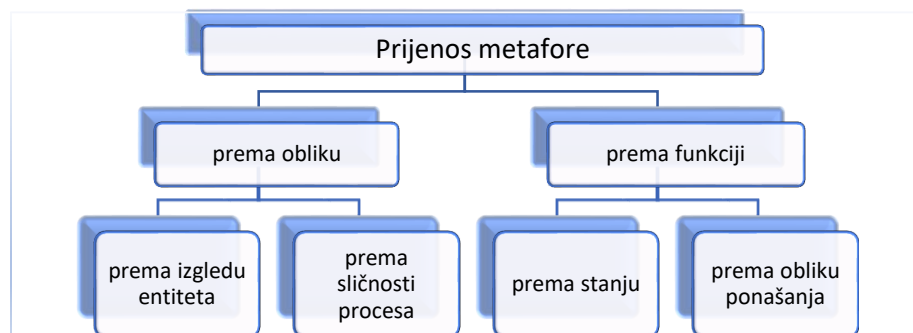 Prijenos metafore
prema obliku
prema funkciji
prema izgledu
entiteta
prema
sličnosti
procesa
prema stanju
prema obliku
ponašanja